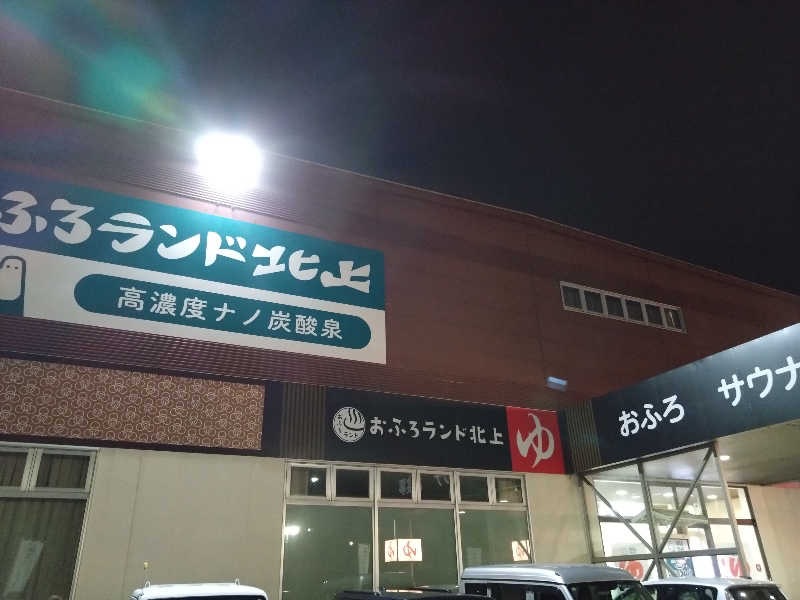 ふろランド北上
高濃度ナノ炭酸泉
おふろランド北上
ゆ
おふろ サウナ
ゆ